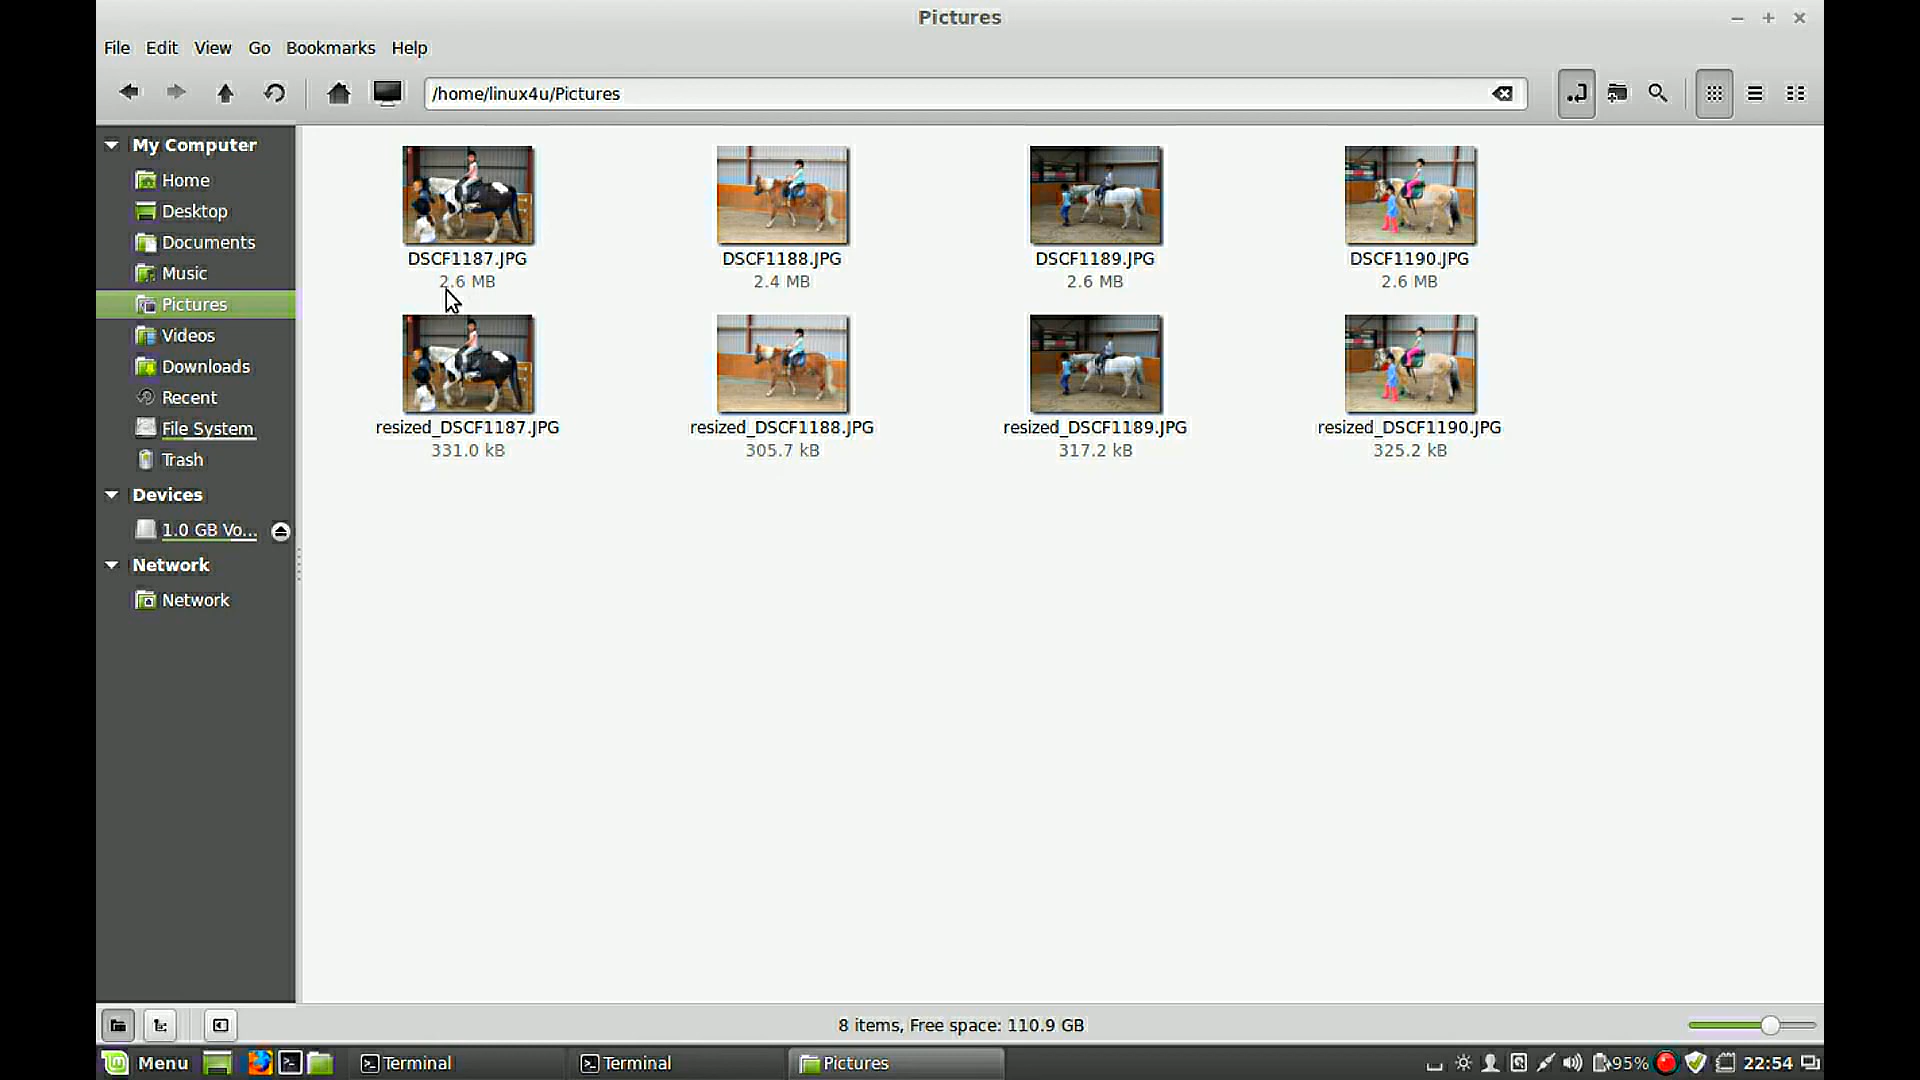 Pictures
File Edit View Go Bookmarks Help
/home/linux4u/Pictures
My Computer
Home
Desktop
Documents
Music
Pictures
Videos
Downloads
Recent
File System
Trash
Devices
1.0 GB Vo...
Network
Network
DSCF1187.JPG
2.6 MB
DSCF1188.JPG
2.4 MB
DSCF1189.JPG
2.6 MB
DSCF1190.JPG
2.6 MB
resized_DSCF1187.JPG
331.0 kB
resized_DSCF1188.JPG
305.7 kB
resized_DSCF1189.JPG
317.2 kB
resized_DSCF1190.JPG
325.2 kB
8 items, Free space: 110.9 GB
Menu Terminal Terminal Pictures 95% 22:54